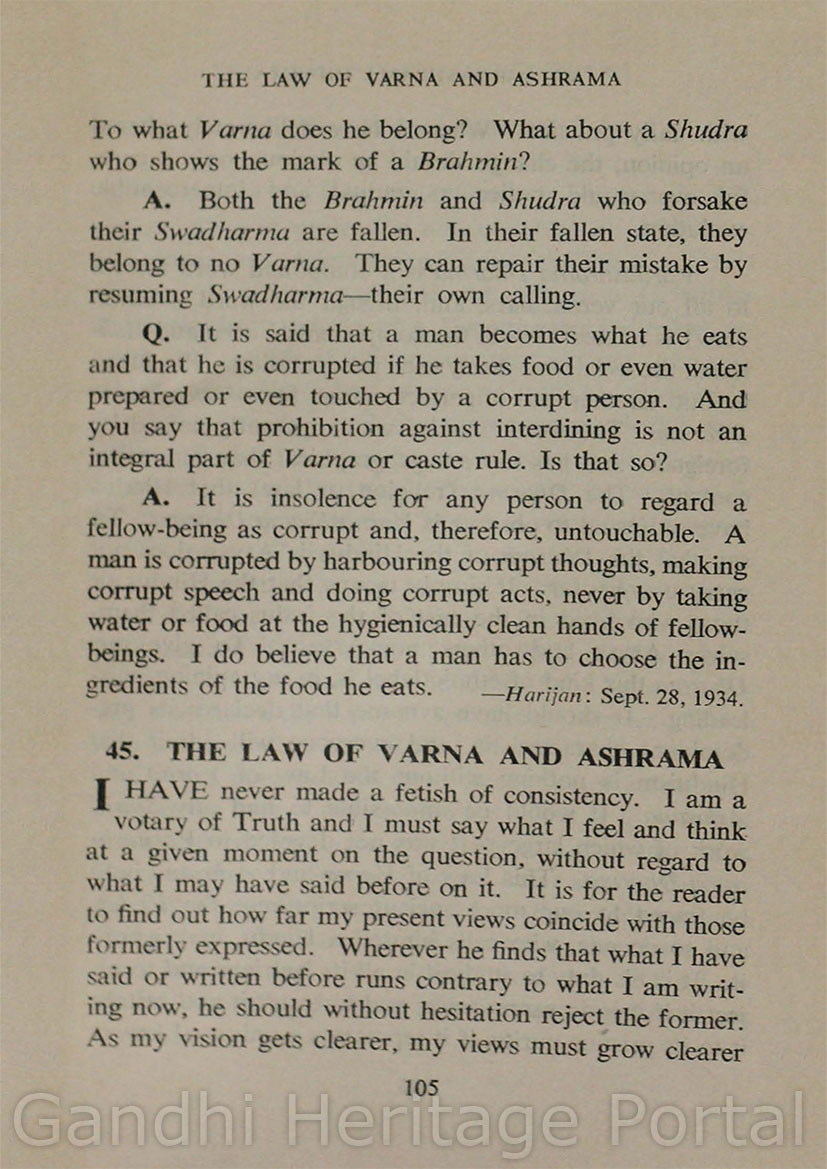 THE LAW OF VARNA AND ASHRAMA
To what Varna does he belong? What about a Shudra
who shows the mark of a Brahmin?
A. Both the Brahmin and Shudra who forsake
their Swadharma are fallen. In their fallen state, they
belong to no Varna. They can repair their mistake by
resuming Swadharma—their own calling.
Q. It is said that a man becomes what he eats
and that he is corrupted if he takes food or even water
prepared or even touched by a corrupt person. And
you say that prohibition against interdining is not an
integral part of Varna or caste rule. Is that so?
A. It is insolence for any person to regard a
fellow-being as corrupt and, therefore, untouchable. A
man is corrupted by harbouring corrupt thoughts, making
corrupt speech and doing corrupt acts, never by taking
water or food at the hygienically clean hands of fellow-
beings. I do believe that a man has to choose the in-
gredients of the food he eats. —Harijan: Sept. 28, 1934.
45. THE LAW OF VARNA AND ASHRAMA
I HAVE never made a fetish of consistency. I am a
votary of Truth and I must say what I feel and think
at a given moment on the question, without regard to
what I may have said before on it. It is for the reader
to find out how far my present views coincide with those
formerly expressed. Wherever he finds that what I have
said or written before runs contrary to what I am writ-
ing now, he should without hesitation reject the former.
As my vision gets clearer, my views must grow clearer
105
Gandhi Heritage Portal